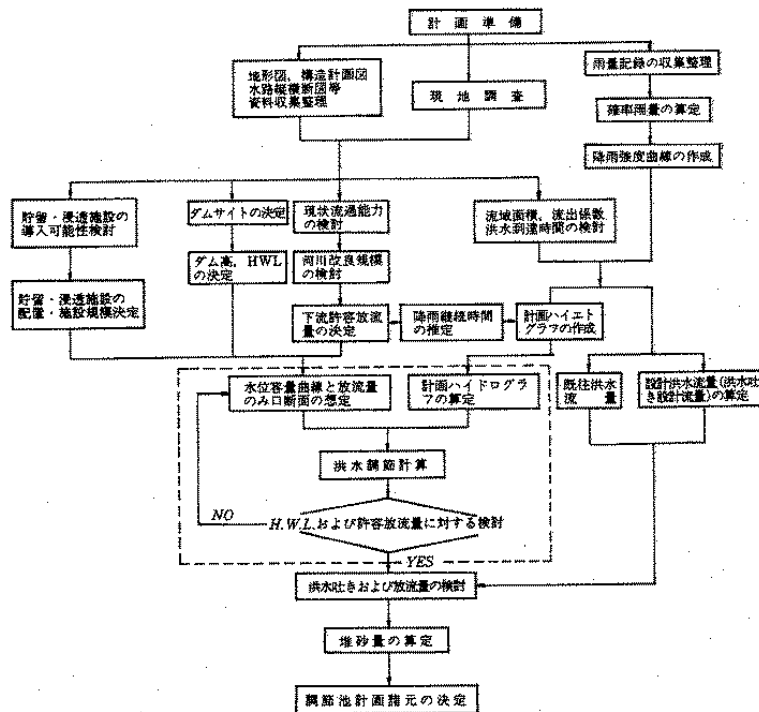 計画準備
地形図，構造計画図
水路縦横断図等
資料収集整理
現地調査
雨量記録の収集整理
確率雨量の算定
降雨強度曲線の作成
貯留・浸透施設の
導入可能性検討
ダムサイトの決定
現状流過能力
の検討
流域面積，流出係数
洪水到達時間の検討
ダム高，HWL
の決定
河川改良規模
の検討
貯留・浸透施設の
配置・施設規模決定
下流許容放流
量の決定
降雨継続時間
の推定
計画ハイエト
グラフの作成
水位容量曲線と放流量
のみ口断面の想定
計画ハイドログラ
フの算定
既往洪水
流量
設計洪水流量(洪水吐
き設計流量)の算定
洪水調節計算
NO
H.W.L.および許容放流量に対する検討
YES
洪水吐きおよび放流量の検討
堆砂量の算定
調節池計画諸元の決定